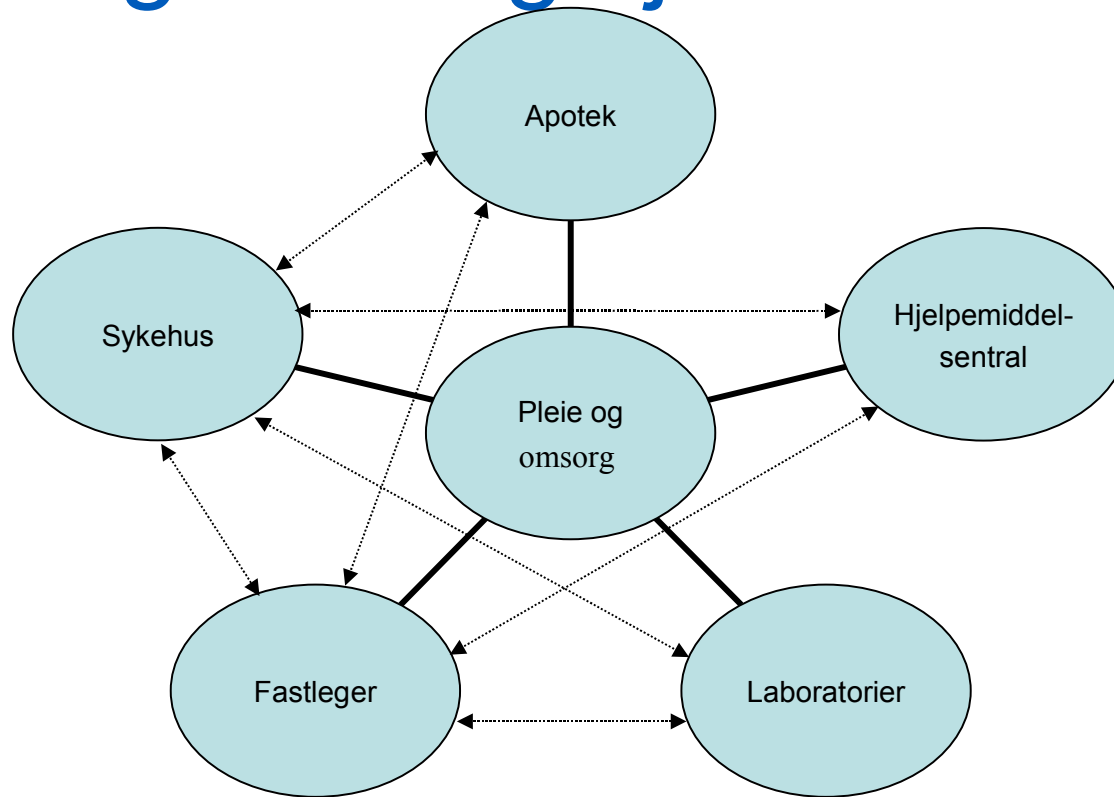 Apotek
Sykehus
Hjelpemiddel-
sentral
Pleie og
omsorg
Fastleger
Laboratorier